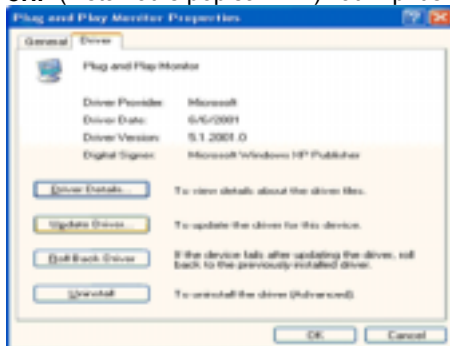 Plug and Play Monitor Properties
General Driver
Plug and Play Monitor
Driver Provider: Microsoft
Driver Date: 6/6/2001
Driver Version: 5.1.2001.0
Digital Signer: Microsoft Windows XP Publisher
Driver Details... To view details about the driver files.
Update Driver... To update the driver for this device.
Roll Back Driver If the device fails after updating the driver, roll
back to the previously installed driver.
Uninstall To uninstall the driver (Advanced).
OK Cancel